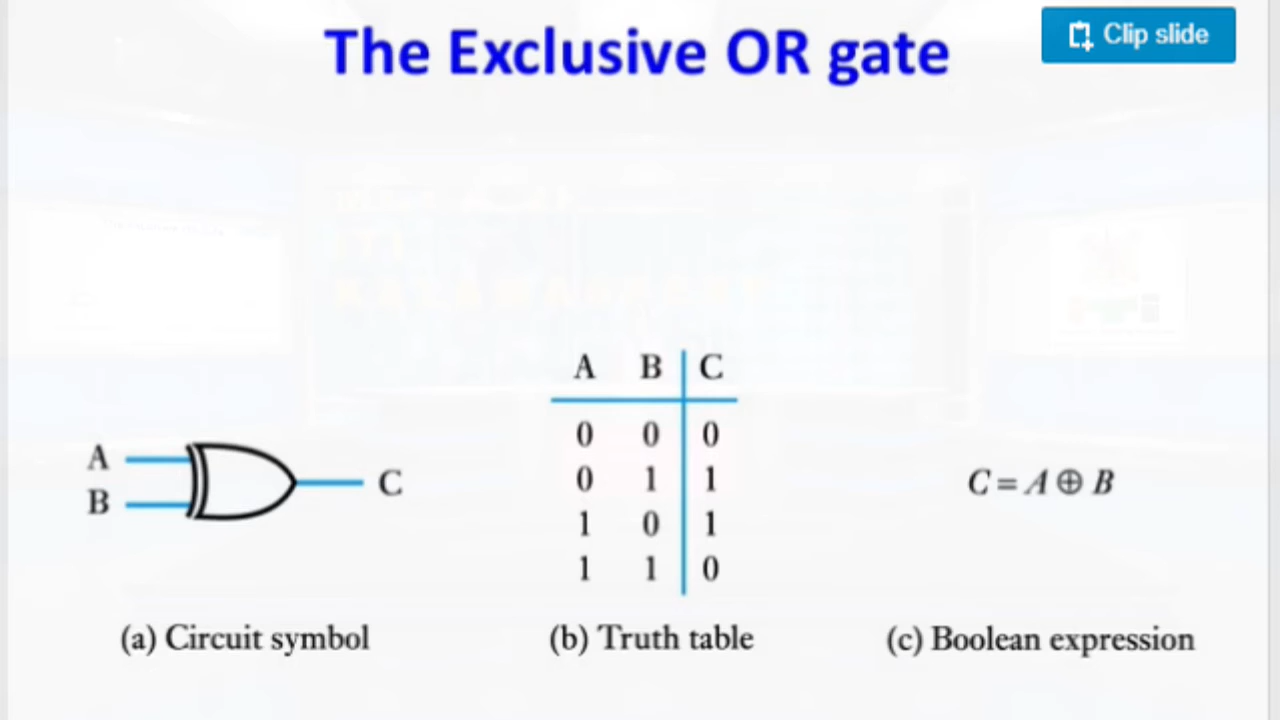 The Exclusive OR gate
Clip slide
A B C
0 0 0
0 1 1
1 0 1
1 1 0
A
B
C
C = A ⊕ B
(a) Circuit symbol
(b) Truth table
(c) Boolean expression